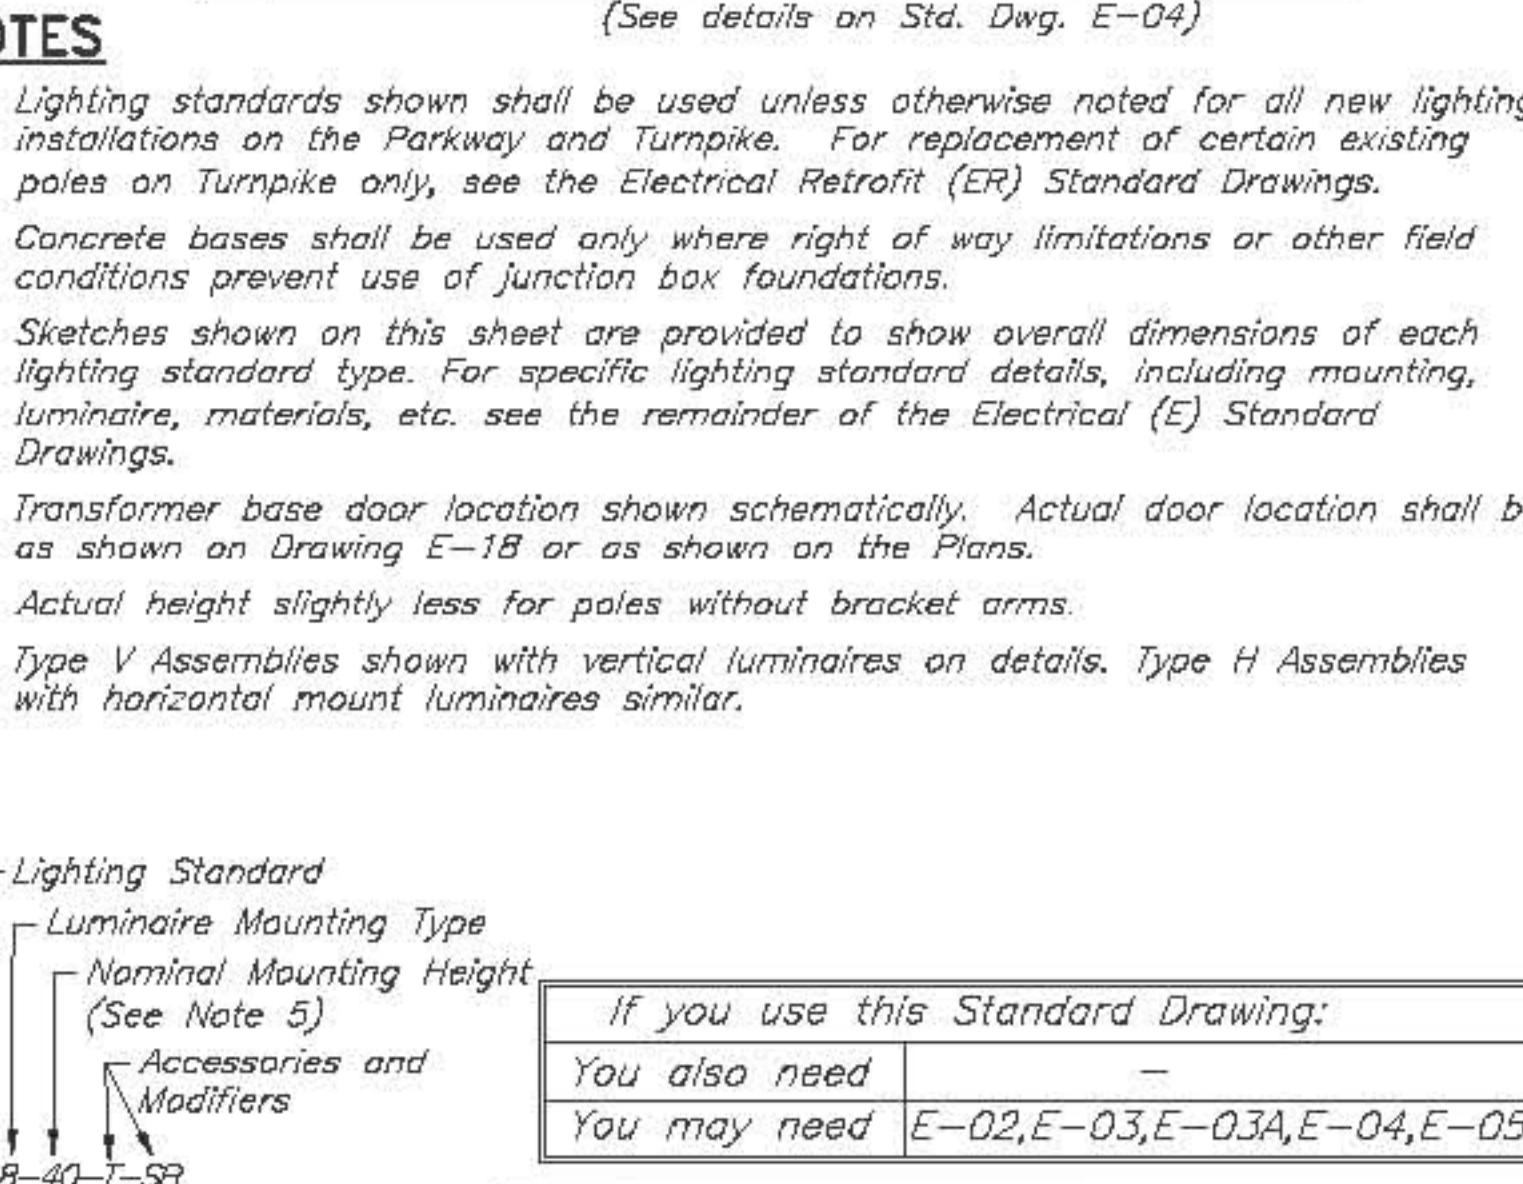 (See details on Std. Dwg. E-04)
OTES
Lighting standards shown shall be used unless otherwise noted for all new lighting
installations on the Parkway and Turnpike. For replacement of certain existing
poles on Turnpike only, see the Electrical Retrofit (ER) Standard Drawings.
Concrete bases shall be used only where right of way limitations or other field
conditions prevent use of junction box foundations.
Sketches shown on this sheet are provided to show overall dimensions of each
lighting standard type. For specific lighting standard details, including mounting,
luminaire, materials, etc. see the remainder of the Electrical (E) Standard
Drawings.
Transformer base door location shown schematically. Actual door location shall b
as shown on Drawing E-18 or as shown on the Plans.
Actual height slightly less for poles without bracket arms.
Type V Assemblies shown with vertical luminaires on details. Type H Assemblies
with horizontal mount luminaires similar.
Lighting Standard
Luminaire Mounting Type
Nominal Mounting Height
(See Note 5)
Accessories and
Modifiers
8-40-T-SR
If you use this Standard Drawing:
You also need –
You may need E-02,E-03,E-03A,E-04,E-05